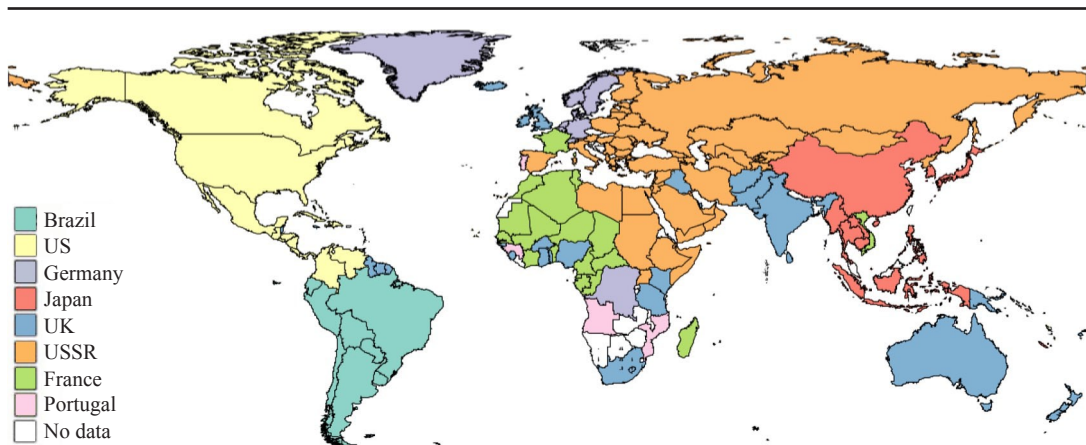 Brazil
US
Germany
Japan
UK
USSR
France
Portugal
No data